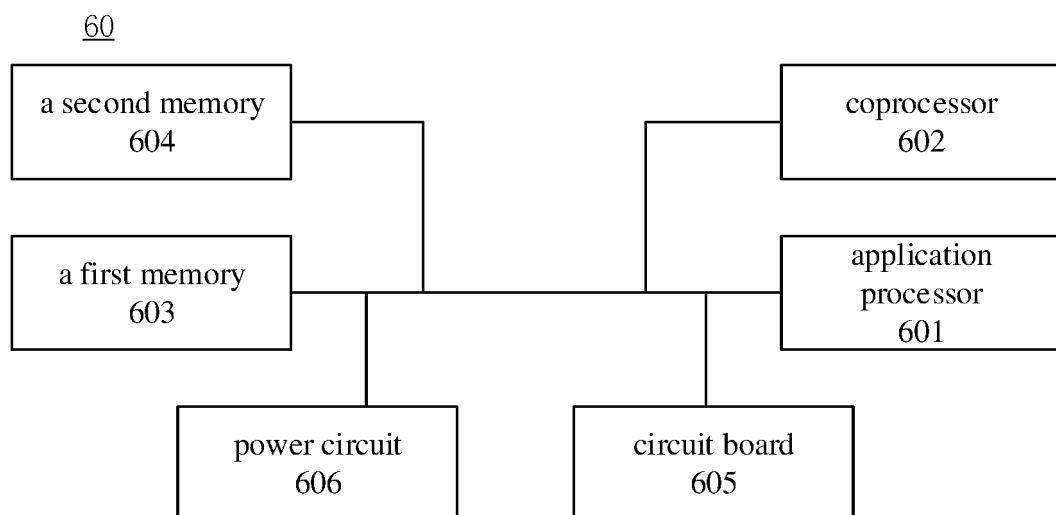 60
a second memory
604
coprocessor
602
a first memory
603
application
processor
601
power circuit
606
circuit board
605